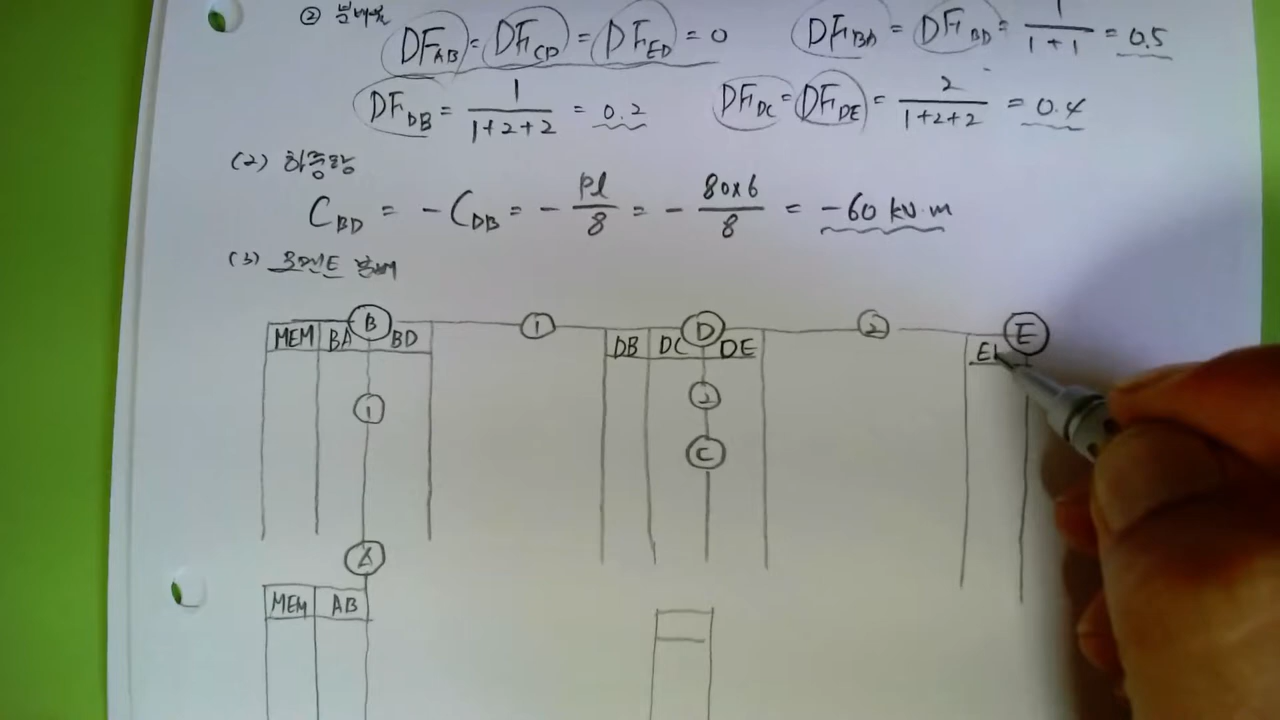 ② 분배율
DF_AB = DF_CD = DF_ED = 0 DF_BA = DF_BD = 1/(1+1) = 0.5
DF_DB = 1/(1+2+2) = 0.2 DF_DC = DF_DE = 2/(1+2+2) = 0.4
(2) 하중항
C_BD = -C_DB = - Pl/8 = - 80x6/8 = -60 kN·m
(3) 모멘트 분배
MEM BA B BD ① DB DC D DE ② E
①
②
C
A
MEM AB